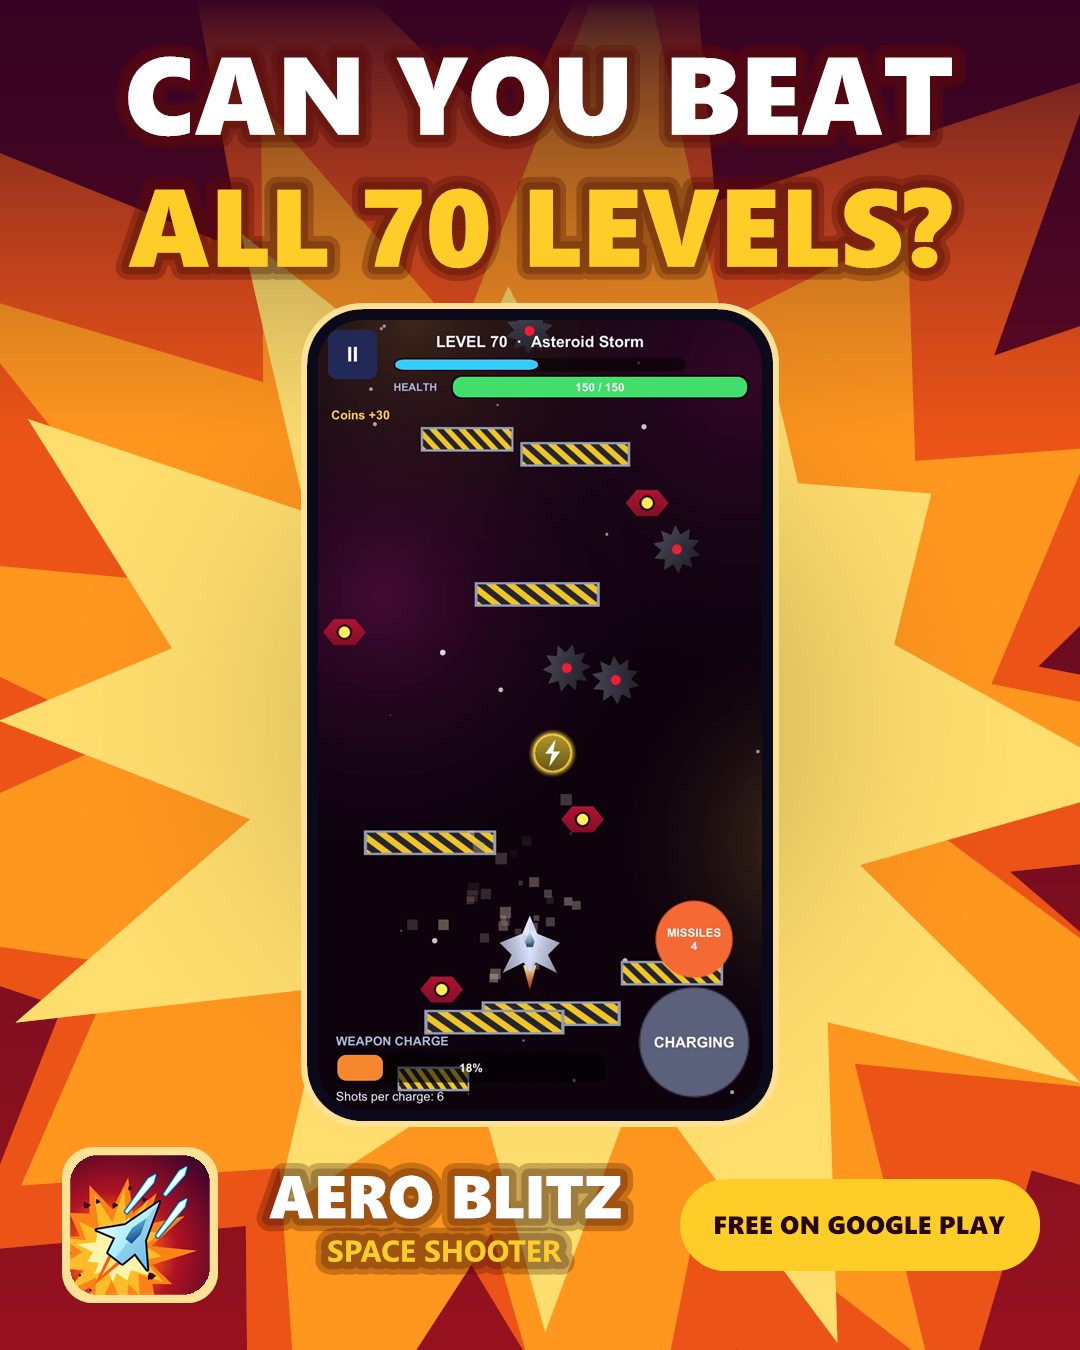 CAN YOU BEAT
ALL 70 LEVELS?
LEVEL 70 · Asteroid Storm
HEALTH 150 / 150
Coins +30
MISSILES
4
CHARGING
WEAPON CHARGE
18%
Shots per charge: 6
AERO BLITZ
SPACE SHOOTER
FREE ON GOOGLE PLAY